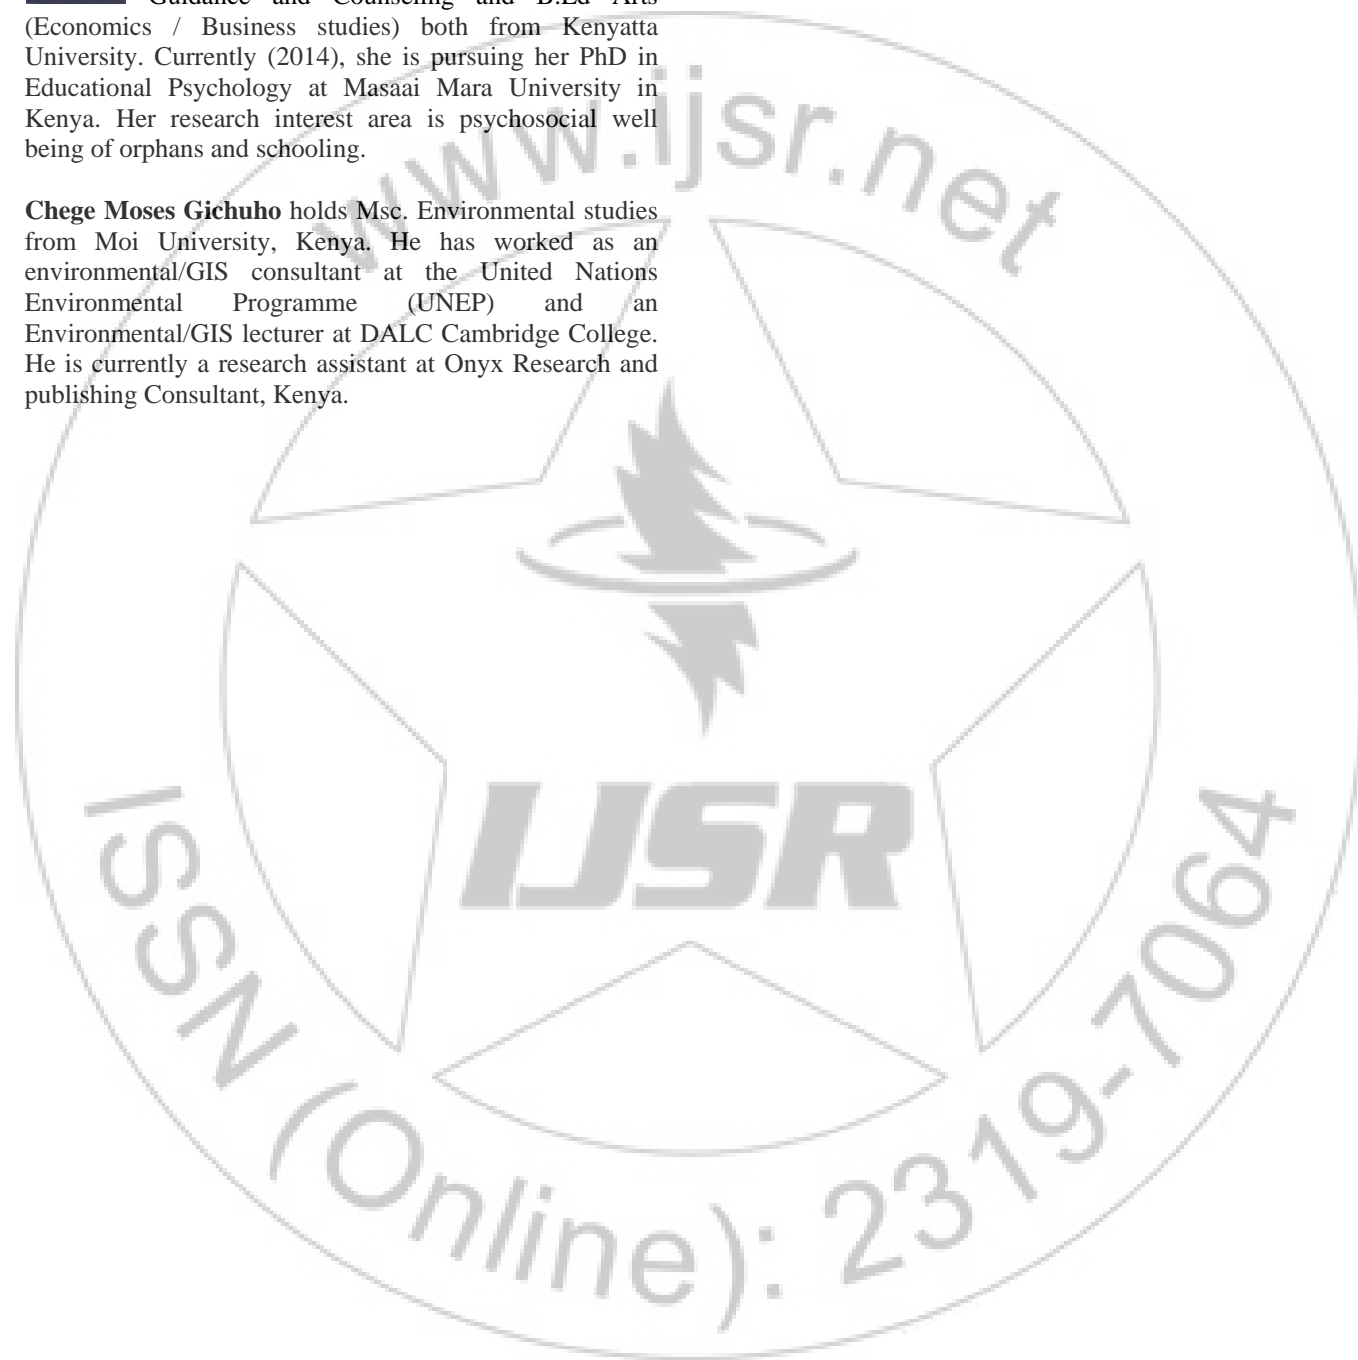 Guidance and Counseling and B.Ed Arts
(Economics / Business studies) both from Kenyatta
University. Currently (2014), she is pursuing her PhD in
Educational Psychology at Masaai Mara University in
Kenya. Her research interest area is psychosocial well
being of orphans and schooling.
Chege Moses Gichuho holds Msc. Environmental studies
from Moi University, Kenya. He has worked as an
environmental/GIS consultant at the United Nations
Environmental Programme (UNEP) and an
Environmental/GIS lecturer at DALC Cambridge College.
He is currently a research assistant at Onyx Research and
publishing Consultant, Kenya.
www.ijsr.net
IJSR
ISSN (Online): 2319-7064